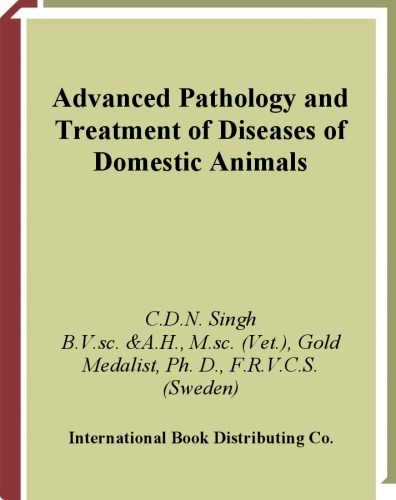 Advanced Pathology and
Treatment of Diseases of
Domestic Animals
C.D.N. Singh
B.V.sc. &A.H., M.sc. (Vet.), Gold
Medalist, Ph. D., F.R.V.C.S.
(Sweden)
International Book Distributing Co.